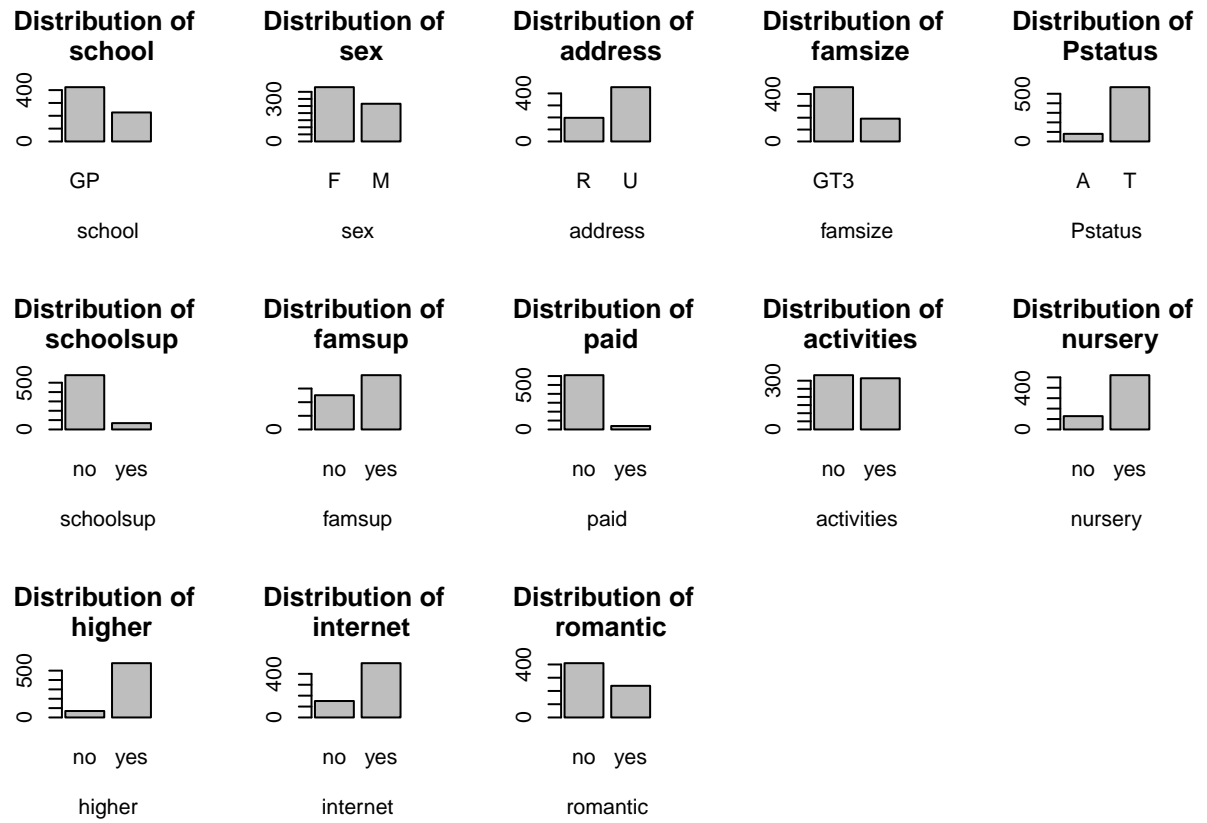 Distribution of school
400
0
GP
school
Distribution of sex
300
0
F M
sex
Distribution of address
400
0
R U
address
Distribution of famsize
400
0
GT3
famsize
Distribution of Pstatus
500
0
A T
Pstatus
Distribution of schoolsup
500
0
no yes
schoolsup
Distribution of famsup
0
no yes
famsup
Distribution of paid
500
0
no yes
paid
Distribution of activities
300
0
no yes
activities
Distribution of nursery
400
0
no yes
nursery
Distribution of higher
500
0
no yes
higher
Distribution of internet
400
0
no yes
internet
Distribution of romantic
400
0
no yes
romantic